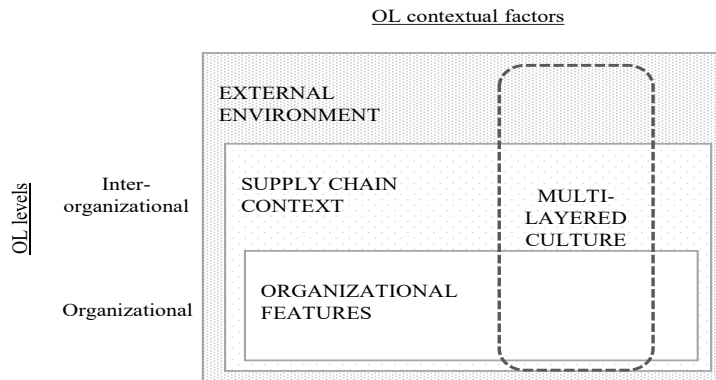 OL contextual factors
EXTERNAL
ENVIRONMENT
OL levels
Inter-
organizational
SUPPLY CHAIN
CONTEXT
MULTI-
LAYERED
CULTURE
Organizational
ORGANIZATIONAL
FEATURES